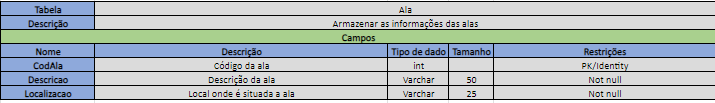 Tabela Ala
Descrição Armazenar as informações das alas
Campos
Nome Descrição Tipo de dado Tamanho Restrições
CodAla Código da ala int PK/Identity
Descricao Descrição da ala Varchar 50 Not null
Localizacao Local onde é situada a ala Varchar 25 Not null